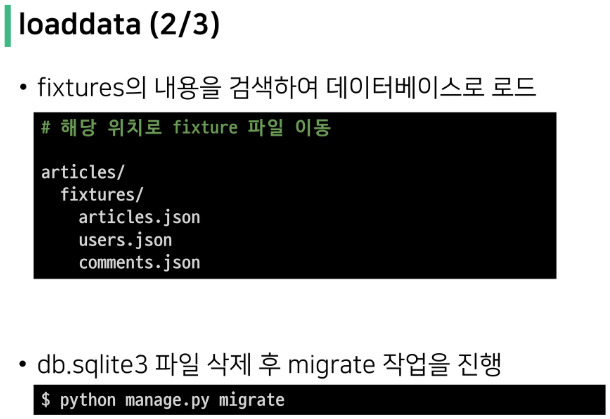 loaddata (2/3)
• fixtures의 내용을 검색하여 데이터베이스로 로드
# 해당 위치로 fixture 파일 이동
articles/
fixtures/
articles.json
users.json
comments.json
• db.sqlite3 파일 삭제 후 migrate 작업을 진행
$ python manage.py migrate